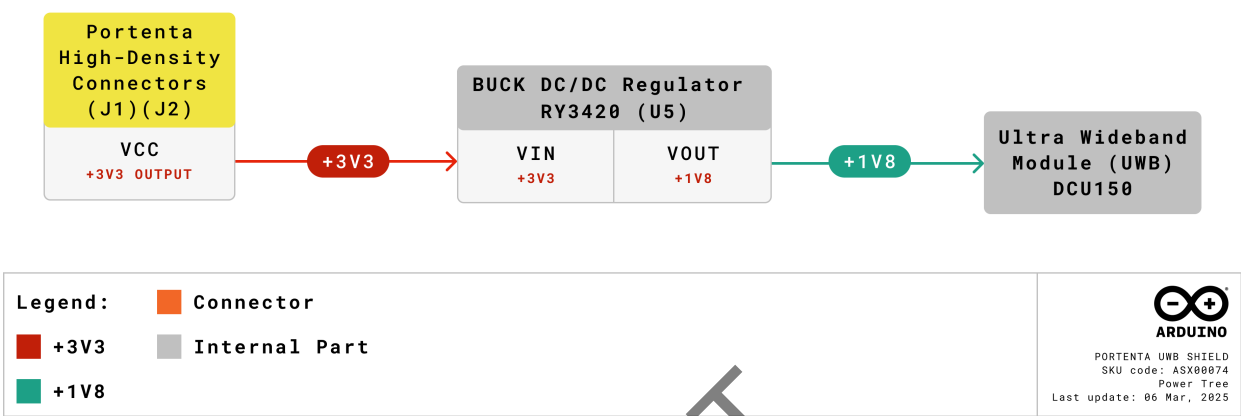 Portenta
High-Density
Connectors
(J1)(J2)
VCC
+3V3 OUTPUT
+3V3
BUCK DC/DC Regulator
RY3420 (U5)
VIN
+3V3
VOUT
+1V8
+1V8
Ultra Wideband
Module (UWB)
DCU150
Legend:
Connector
+3V3
Internal Part
+1V8
ARDUINO
PORTENTA UWB SHIELD
SKU code: ASX00074
Power Tree
Last update: 06 Mar, 2025